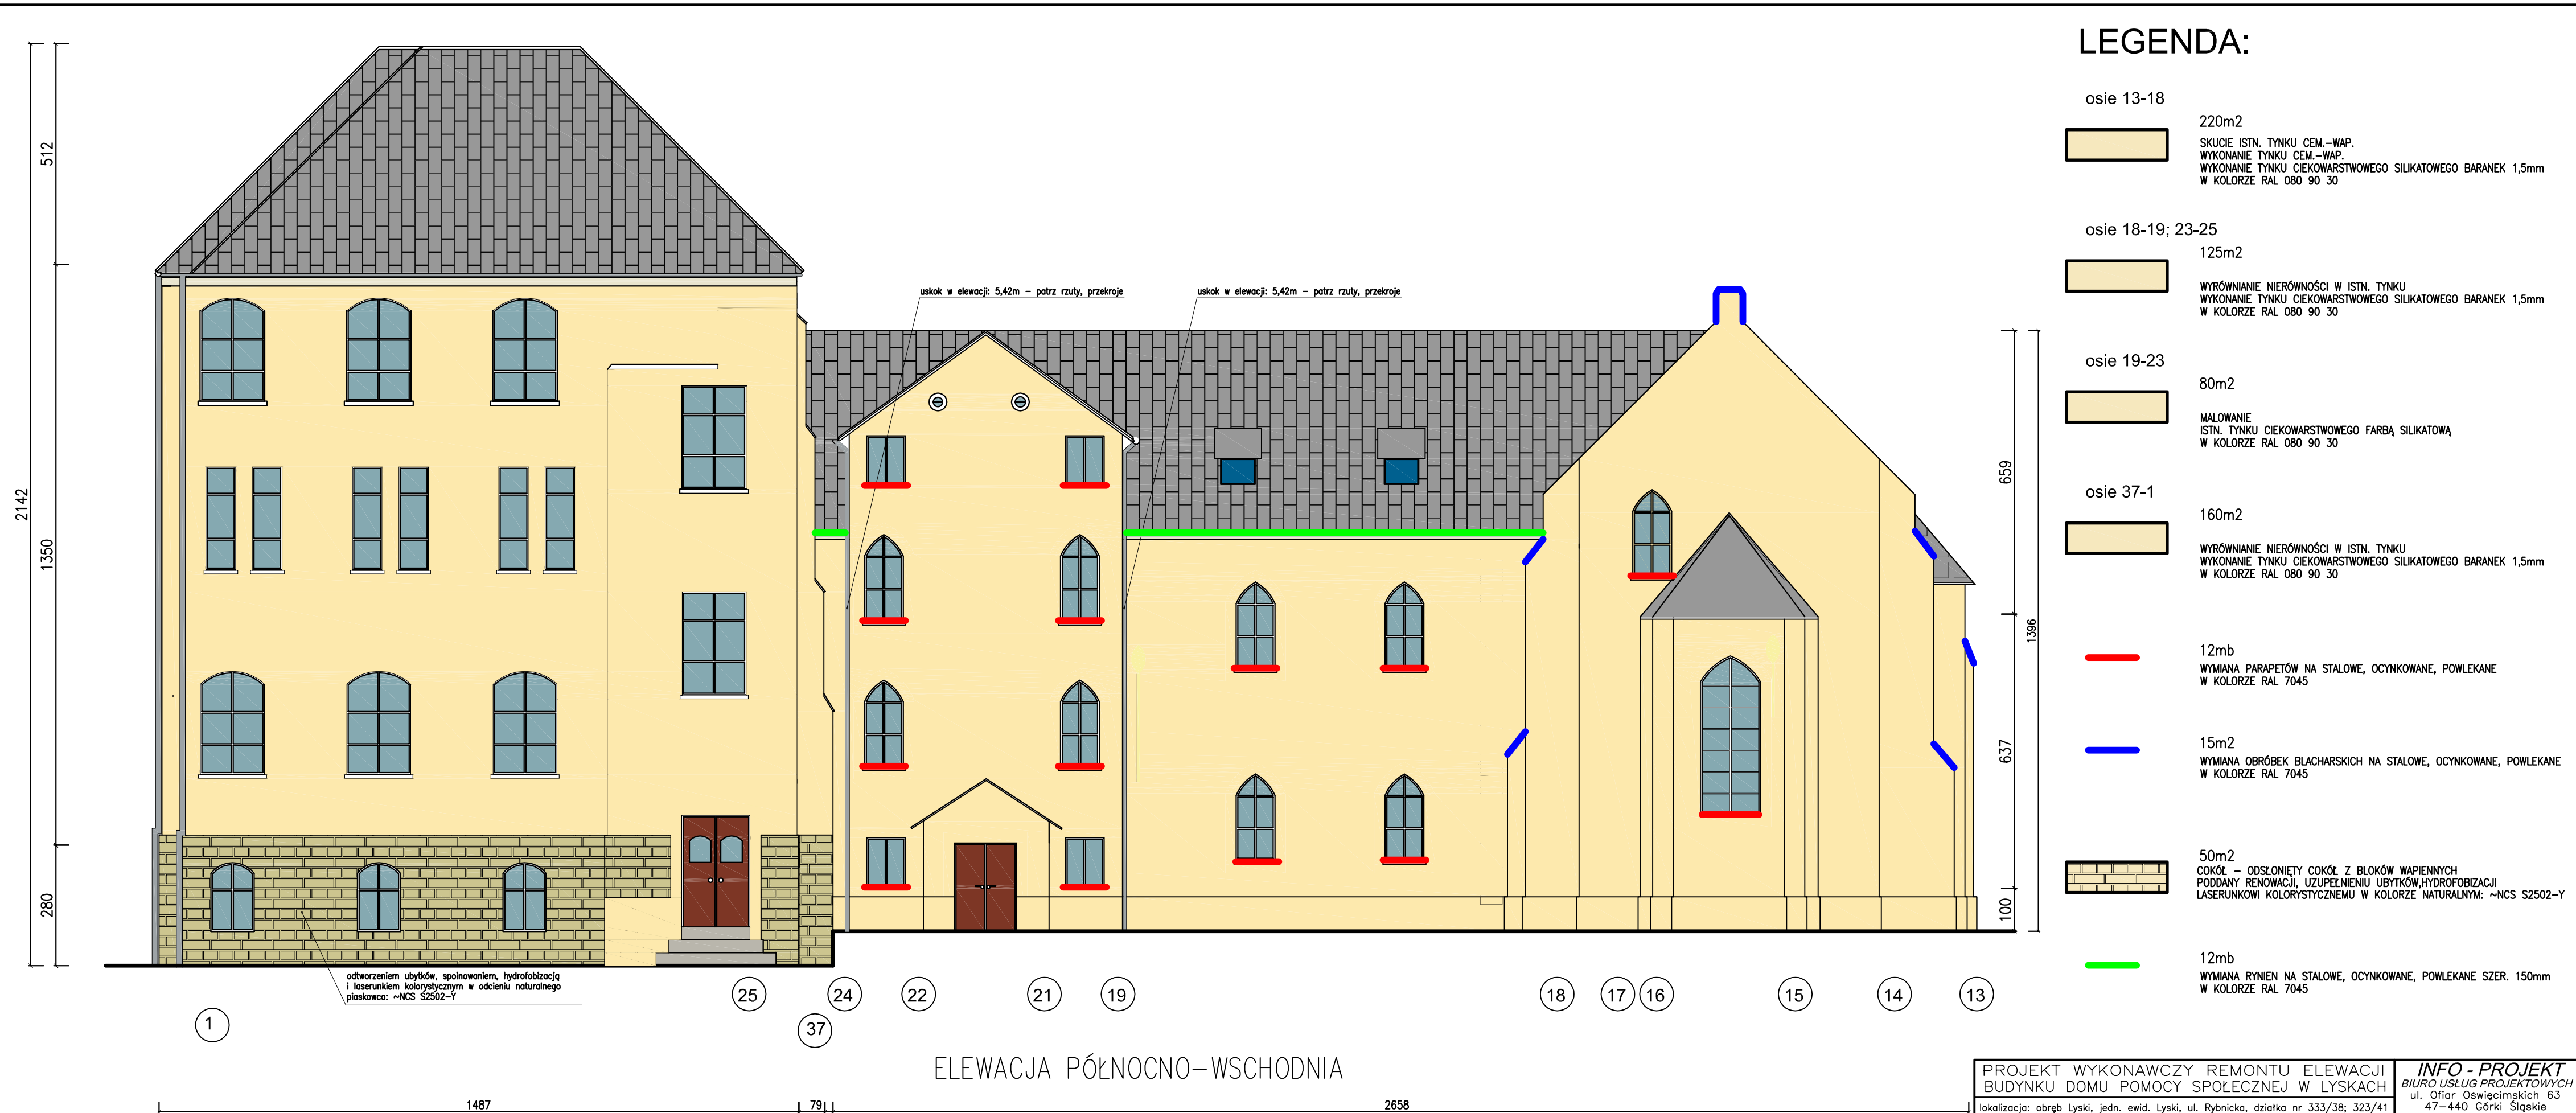 LEGENDA:
osie 13-18
220m2
SKUCIE ISTN. TYNKU CEM.-WAP.
WYKONANIE TYNKU CEM.-WAP.
WYKONANIE TYNKU CIEKOWARSTWOWEGO SILIKATOWEGO BARANEK 1,5mm
W KOLORZE RAL 080 90 30
osie 18-19; 23-25
125m2
WYRÓWNIANIE NIERÓWNOŚCI W ISTN. TYNKU
WYKONANIE TYNKU CIEKOWARSTWOWEGO SILIKATOWEGO BARANEK 1,5mm
W KOLORZE RAL 080 90 30
osie 19-23
80m2
MALOWANIE
ISTN. TYNKU CIEKOWARSTWOWEGO FARBĄ SILIKATOWĄ
W KOLORZE RAL 080 90 30
osie 37-1
160m2
WYRÓWNIANIE NIERÓWNOŚCI W ISTN. TYNKU
WYKONANIE TYNKU CIEKOWARSTWOWEGO SILIKATOWEGO BARANEK 1,5mm
W KOLORZE RAL 080 90 30
12mb
WYMIANA PARAPETÓW NA STALOWE, OCYNKOWANE, POWLEKANE
W KOLORZE RAL 7045
15m2
WYMIANA OBRÓBEK BLACHARSKICH NA STALOWE, OCYNKOWANE, POWLEKANE
W KOLORZE RAL 7045
50m2
COKÓŁ - ODSŁONIĘTY COKÓŁ Z BLOKÓW WAPIENNYCH
PODDANY RENOWACJI, UZUPEŁNIENIU UBYTKÓW,HYDROFOBIZACJI
LASERUNKOWI KOLORYSTYCZNEMU W KOLORZE NATURALNYM: ~NCS S2502-Y
12mb
WYMIANA RYNIEN NA STALOWE, OCYNKOWANE, POWLEKANE SZER. 150mm
W KOLORZE RAL 7045
512
2142
1350
280
uskok w elewacji: 5,42m - patrz rzuty, przekroje
uskok w elewacji: 5,42m - patrz rzuty, przekroje
659
1396
637
100
odtworzeniem ubytków, spoinowaniem, hydrofobizacją
i laserunkiem kolorystycznym w odcieniu naturalnego
piaskowca: ~NCS S2502-Y
1
25
37
24
22
21
19
18
17
16
15
14
13
ELEWACJA PÓŁNOCNO-WSCHODNIA
1487
79
2658
PROJEKT WYKONAWCZY REMONTU ELEWACJI
BUDYNKU DOMU POMOCY SPOŁECZNEJ W LYSKACH
lokalizacja: obręb Lyski, jedn. ewid. Lyski, ul. Rybnicka, działka nr 333/38; 323/41
INFO - PROJEKT
BIURO USŁUG PROJEKTOWYCH
ul. Ofiar Oświęcimskich 63
47-440 Górki Śląskie